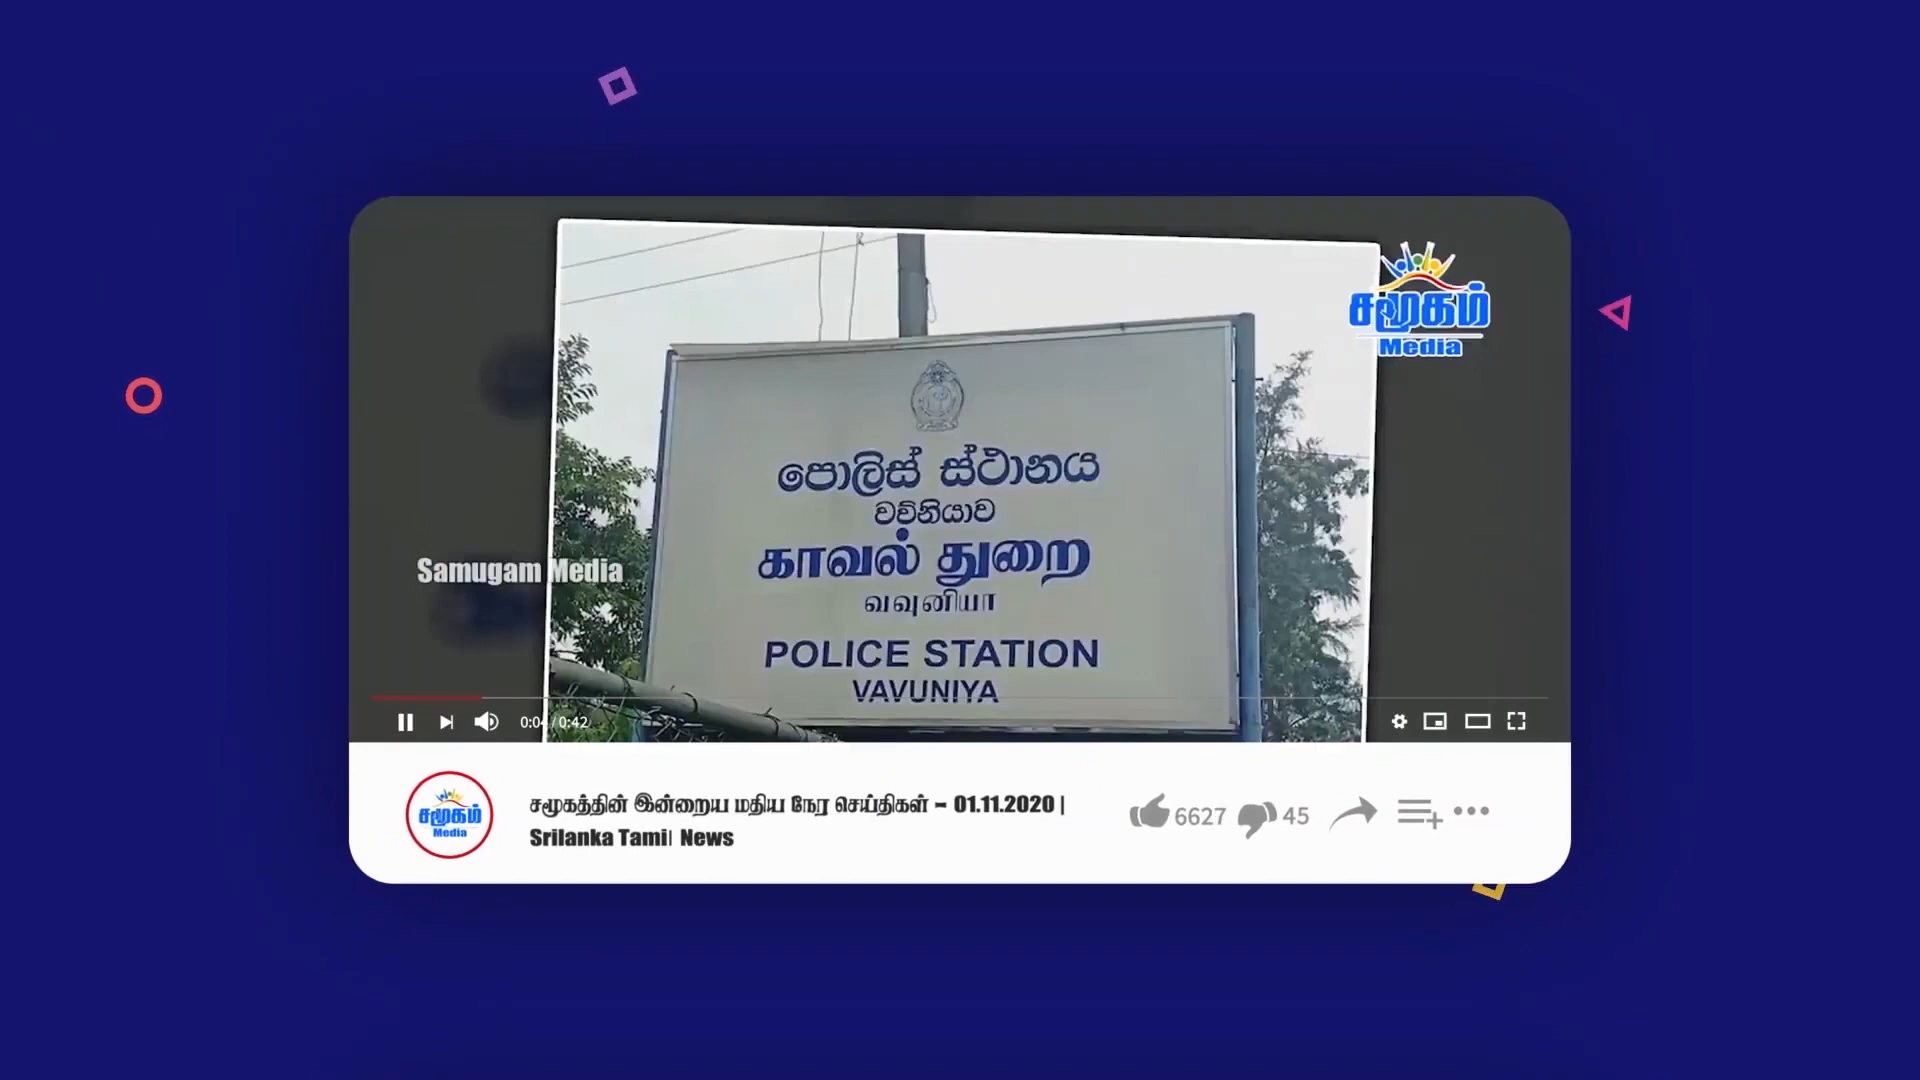 சமூகம்
Media
පොලිස් ස්ථානය
වව්නියාව
காவல் துறை
வவுனியா
POLICE STATION
VAVUNIYA
Samugam Media
0:04 / 0:42
சமூகம்
Media
சமூகத்தின் இன்றைய மதிய நேர செய்திகள் - 01.11.2020 |
Srilanka Tamil News
6627
45